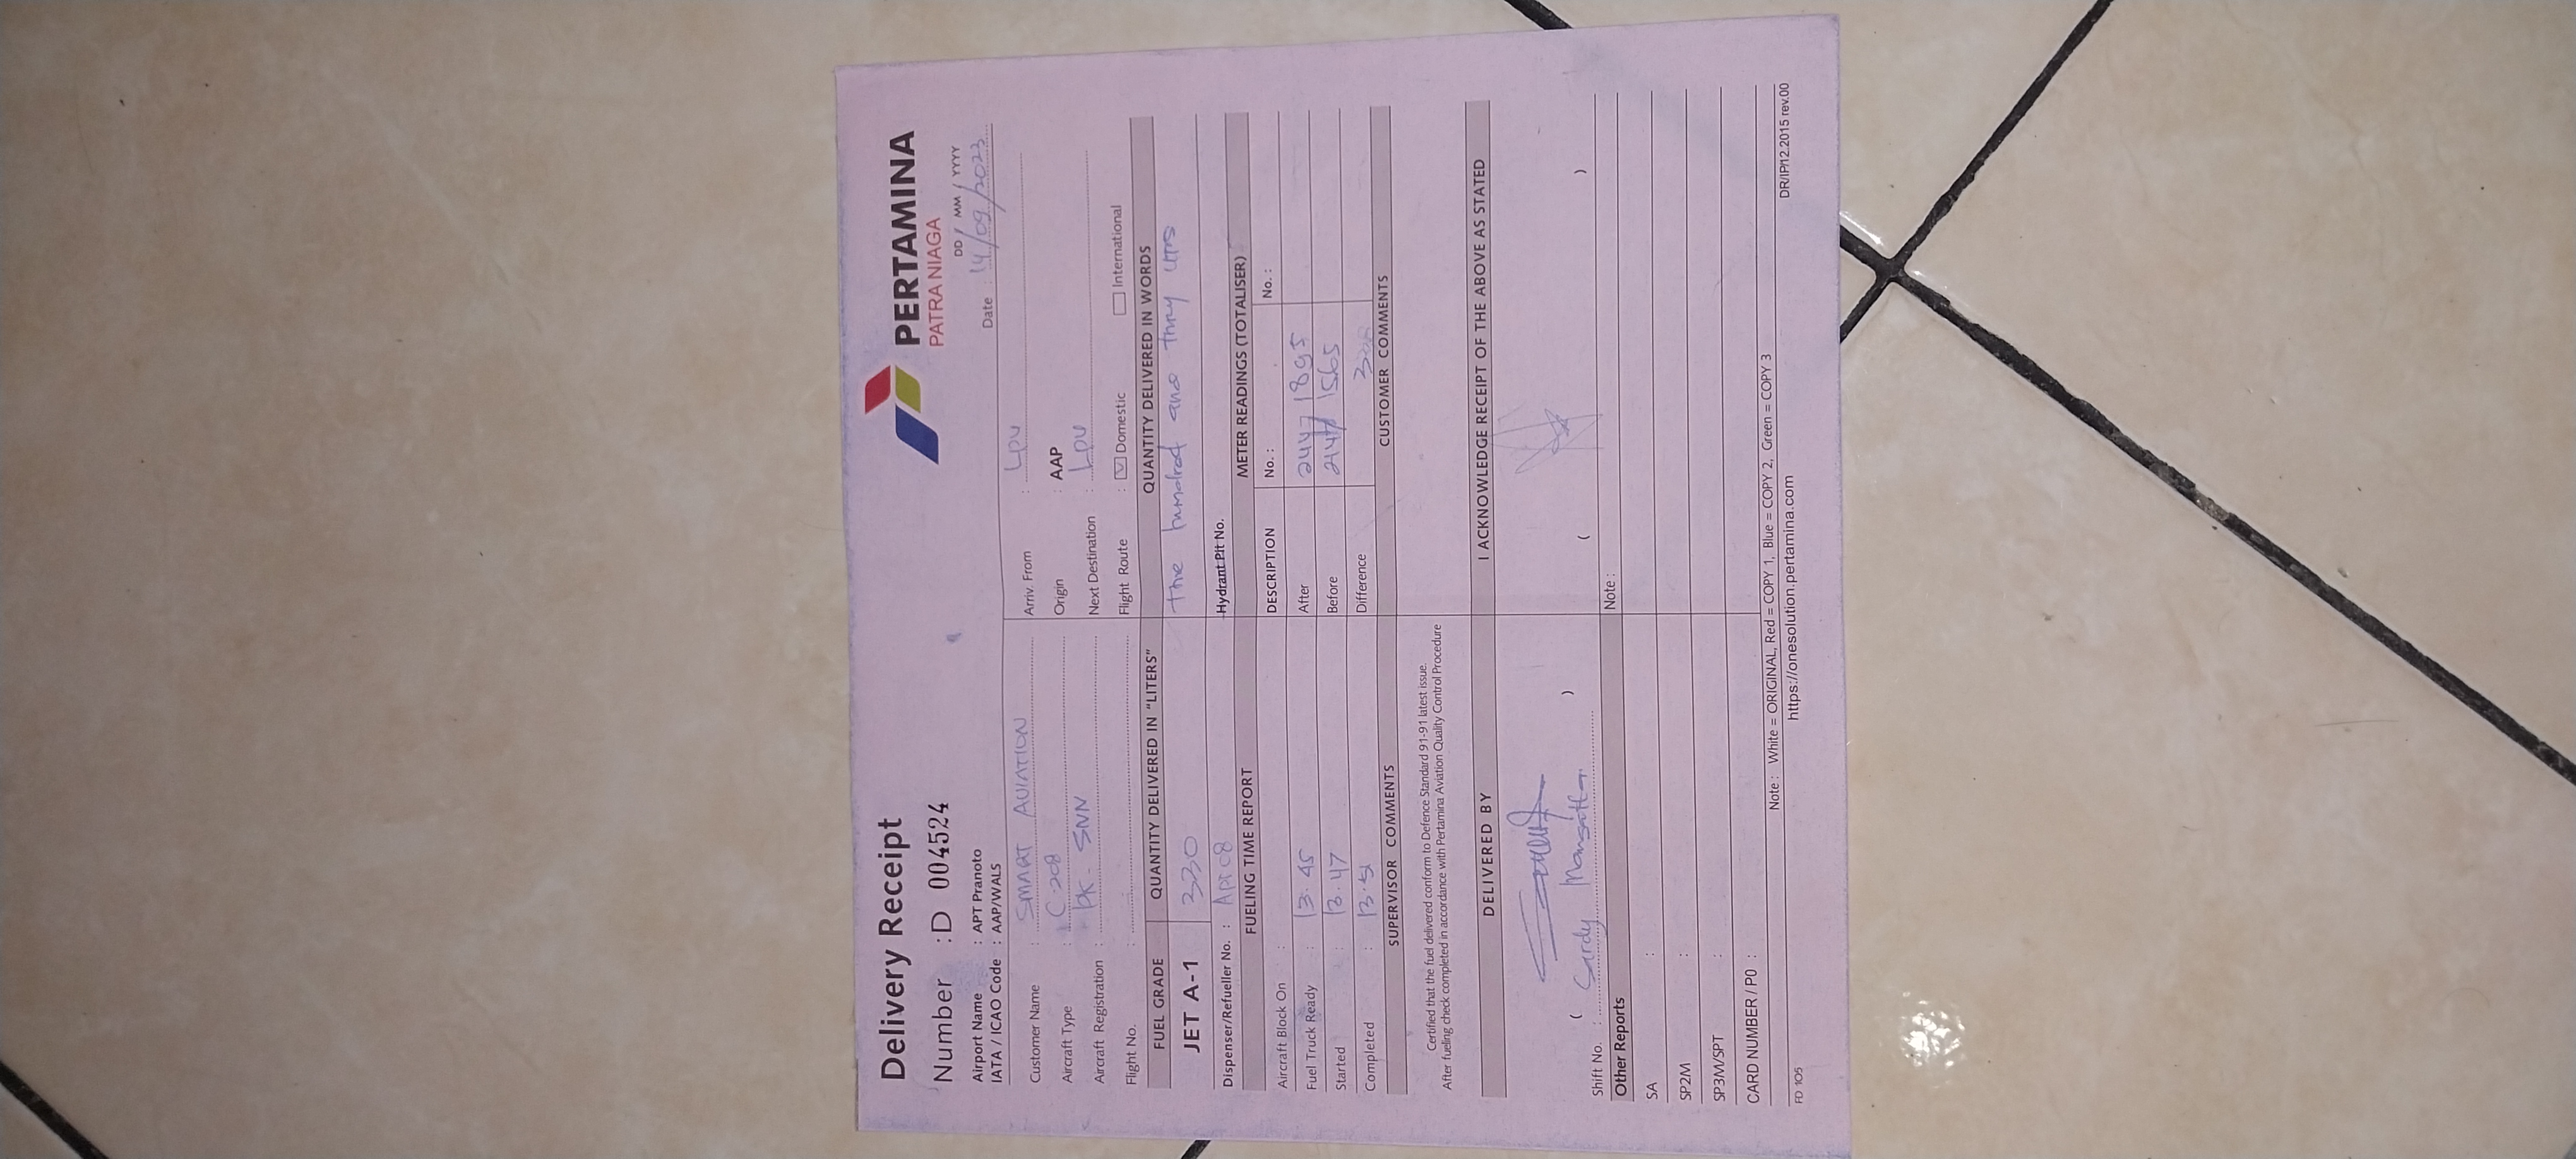 Delivery Receipt
PERTAMINA
PATRA NIAGA
Number : D 004524
DD / MM / YYYY
Airport Name : APT Pranoto
Date : 14/09/2023
IATA / ICAO Code : AAP/WALS
Customer Name : SMART AVIATION
Arriv. From : LPU
Aircraft Type : C 208
Origin : AAP
Aircraft Registration : PK - SNN
Next Destination : LPU
Flight No. :
Flight Route : Domestic International
FUEL GRADE QUANTITY DELIVERED IN "LITERS" QUANTITY DELIVERED IN WORDS
JET A-1 330 hundred and
Dispenser/Refueller No. : Apt 08 Hydrant Pit No.
FUELING TIME REPORT METER READINGS (TOTALISER)
Aircraft Block On : DESCRIPTION No. : No. :
Fuel Truck Ready : 13.45 After 1895
Started : 13.47 Before 1565
Completed : 13.51 Difference
SUPERVISOR COMMENTS CUSTOMER COMMENTS
Certified that the fuel delivered conform to Defence Standard 91-91 latest issue.
After fueling check completed in accordance with Pertamina Aviation Quality Control Procedure
DELIVERED BY I ACKNOWLEDGE RECEIPT OF THE ABOVE AS STATED
( ) ( )
Shift No. :
Other Reports Note :
SA :
SP2M :
SP3M/SPT :
CARD NUMBER / P0 :
Note : White = ORIGINAL, Red = COPY 1, Blue = COPY 2, Green = COPY 3
FD 105 https://onesolution.pertamina.com DR/IP/12.2015 rev.00